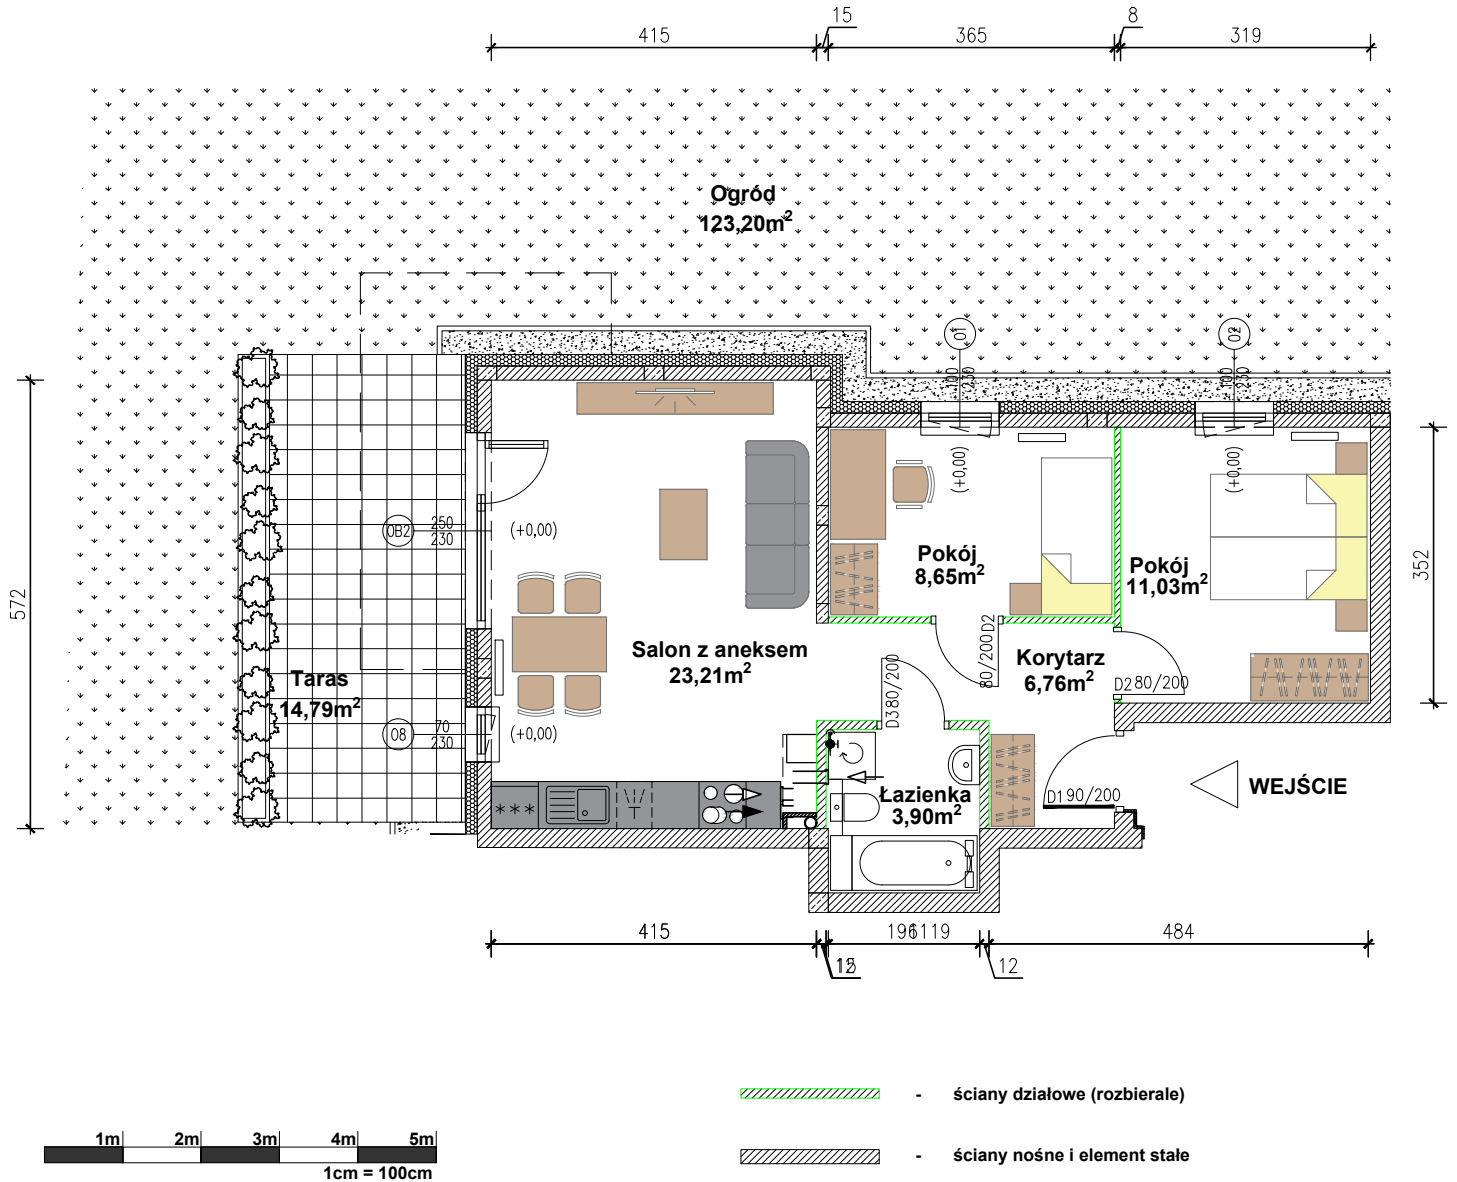 15
8
415
365
319
Ogród
123,20m²
01
02
100
230
100
230
(+0,00)
(+0,00)
0B2
250
230
(+0,00)
572
352
Pokój
8,65m²
Pokój
11,03m²
Salon z aneksem
23,21m²
80/200
D2
Korytarz
6,76m²
D2 80/200
Taras
14,79m²
D3 80/200
08
70
230
(+0,00)
WEJŚCIE
D1 90/200
Łazienka
3,90m²
***
415
484
12
ściany działowe (rozbierale)
-
1m
2m
3m
4m
5m
1cm = 100cm
-
ściany nośne i element stałe